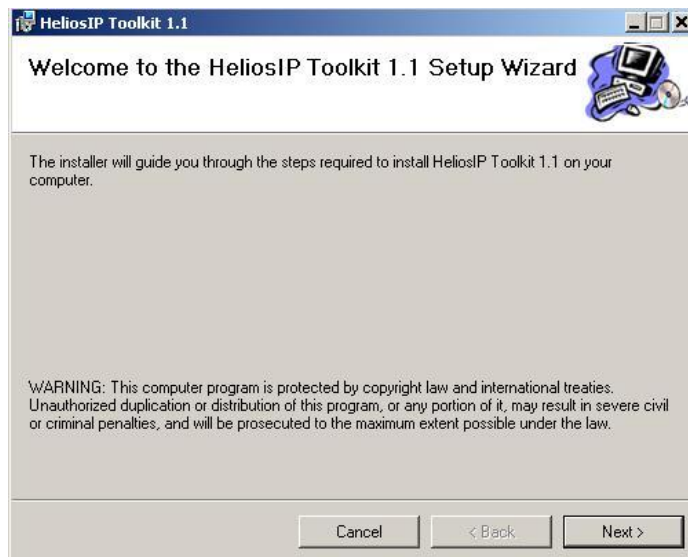 HeliosIP Toolkit 1.1
Welcome to the HeliosIP Toolkit 1.1 Setup Wizard
The installer will guide you through the steps required to install HeliosIP Toolkit 1.1 on your
computer.
WARNING: This computer program is protected by copyright law and international treaties.
Unauthorized duplication or distribution of this program, or any portion of it, may result in severe civil
or criminal penalties, and will be prosecuted to the maximum extent possible under the law.
Cancel < Back Next >